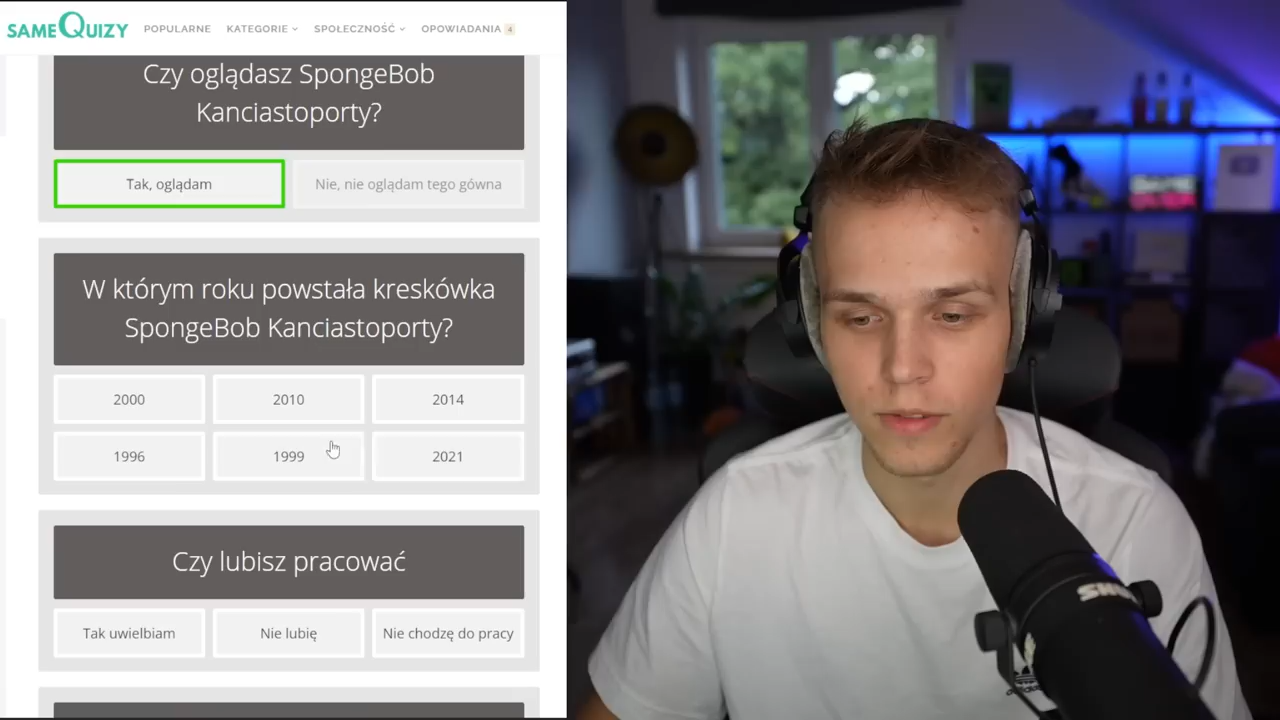 SAMEQUIZY POPULARNE KATEGORIE SPOŁECZNOŚĆ OPOWIADANIA 4
Czy oglądasz SpongeBob
Kanciastoporty?
Tak, oglądam Nie, nie oglądam tego gówna
W którym roku powstała kreskówka
SpongeBob Kanciastoporty?
2000 2010 2014
1996 1999 2021
Czy lubisz pracować
Tak uwielbiam Nie lubię Nie chodzę do pracy